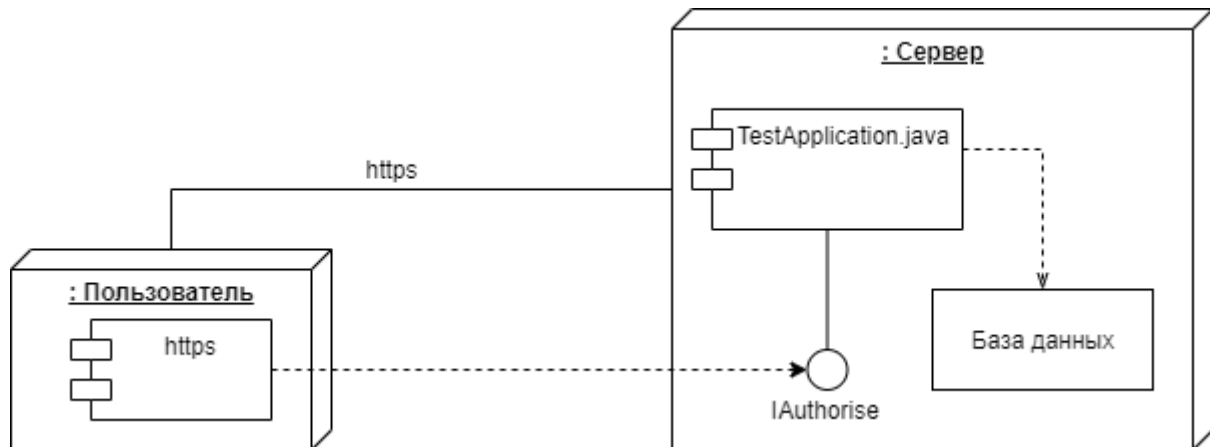 : Сервер
TestApplication.java
https
: Пользователь
https
База данных
IAuthorise